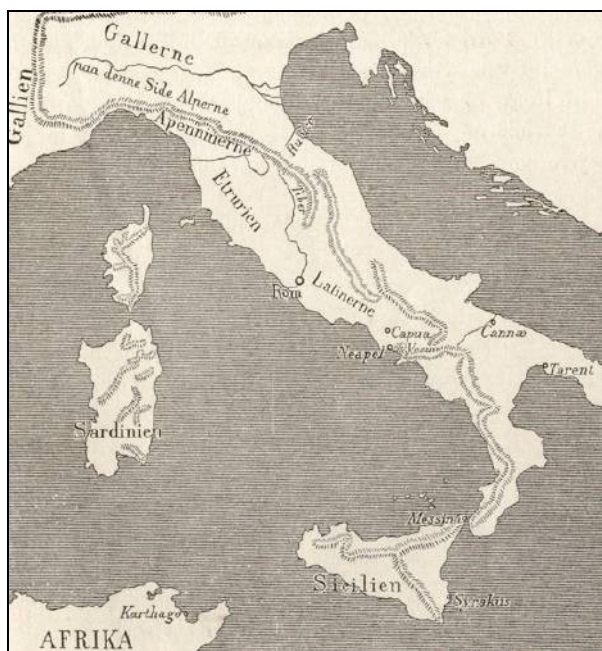 Gallerne
paa denne Side Alperne
Gallien
Apenninerne
Etrurien
Tiber
Rom
Latinerne
Capua
Neapel
Vesuv
Cannæ
Tarent
Sardinien
Messina
Sicilien
Syrakus
Karthago
AFRIKA